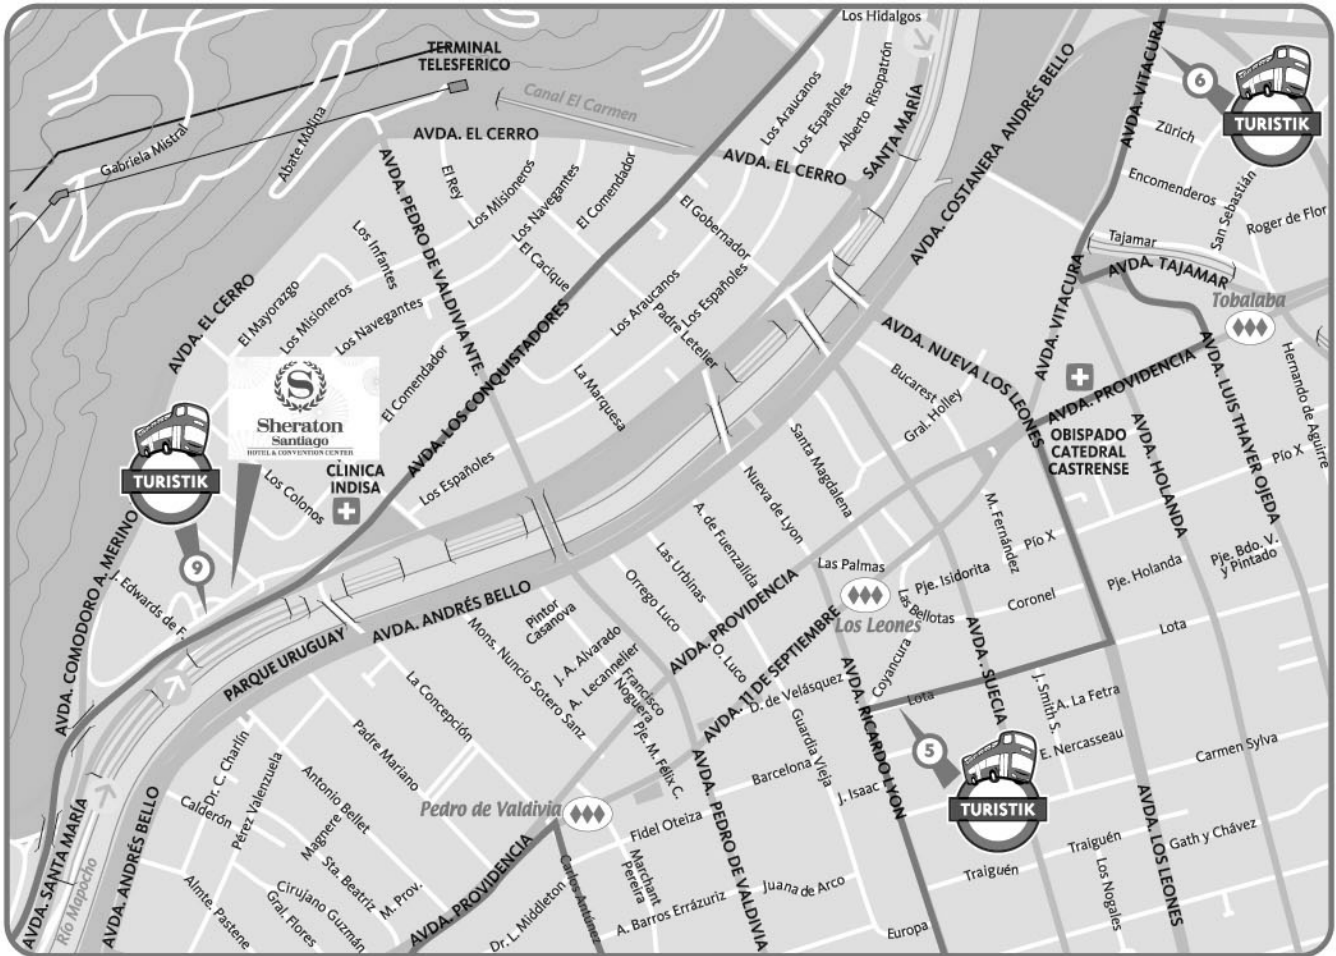 Los Hidalgos
TERMINAL
TELESFERICO
Canal El Carmen
AVDA. EL CERRO
Gabriela Mistral
Abate Molina
AVDA. PEDRO DE VALDIVIA NTE.
El Rey
Los Misioneros
Los Navegantes
El Comendador
Los Araucanos
Los Españoles
Alberto Risopatrón
SANTA MARÍA
AVDA. EL CERRO
AVDA. COSTANERA ANDRÉS BELLO
AVDA. VITACURA
6
TURISTIK
Zürich
Encomenderos
San Sebastián
Roger de Flor
Tajamar
AVDA. TAJAMAR
Tobalaba
AVDA. VITACURA
El Gobernador
Los Infantes
El Cacique
AVDA. EL CERRO
El Mayorazgo
Los Misioneros
Los Navegantes
El Comendador
AVDA. LOS CONQUISTADORES
Los Araucanos
Los Españoles
Padre Letelier
La Marquesa
AVDA. NUEVA LOS LEONES
Bucarest
Gral. Holley
AVDA. PROVIDENCIA
OBISPADO
CATEDRAL
CASTRENSE
AVDA. HOLANDA
AVDA. LUIS THAYER OJEDA
Hernando de Aguirre
Pío X
S
Sheraton
Santiago
HOTEL & CONVENTION CENTER
CLÍNICA
INDISA
TURISTIK
9
Los Colonos
Los Españoles
Santa Magdalena
Nueva de Lyon
A. de Fuenzalida
Las Urbinas
Orrego Luco
M. Fernández
Pío X
Las Palmas
Los Leones
Pje. Isidorita
Las Bellotas
Coronel
Pje. Holanda
Pje. Bdo. V.
y Pintado
Lota
AVDA. COMODORO A. MERINO
J. Edwards de F.
AVDA. ANDRÉS BELLO
PARQUE URUGUAY
Pintor
Casanova
Mons. Nuncio Sotero Sanz
J. A. Alvarado
A. Lecannelier
Francisco
Noguera
La Concepción
Padre Mariano
AVDA. PROVIDENCIA
O. Luco
AVDA. 11 DE SEPTIEMBRE
D. de Velásquez
Guardia Vieja
Coyancura
AVDA. RICARDO LYON
AVDA. SUECIA
Lota
J. Smith S.
A. La Fetra
E. Nercasseau
Carmen Sylva
5
TURISTIK
Dr. C. Charlín
Pérez Valenzuela
Calderón
Antonio Bellet
Magnere
Sta. Beatriz
M. Prov.
Cirujano Guzmán
Gral. Flores
Almte. Pastene
Pedro de Valdivia
Pje. M. Félix C.
AVDA. PEDRO DE VALDIVIA
Barcelona
J. Isaac
Fidel Oteiza
Marchant
Pereira
Juana de Arco
A. Barros Errázuriz
Carlos Antúnez
Dr. L. Middleton
AVDA. PROVIDENCIA
Traiguén
Traiguén
Los Nogales
Gath y Chávez
AVDA. LOS LEONES
Europa
AVDA. SANTA MARÍA
Río Mapocho
AVDA. ANDRÉS BELLO